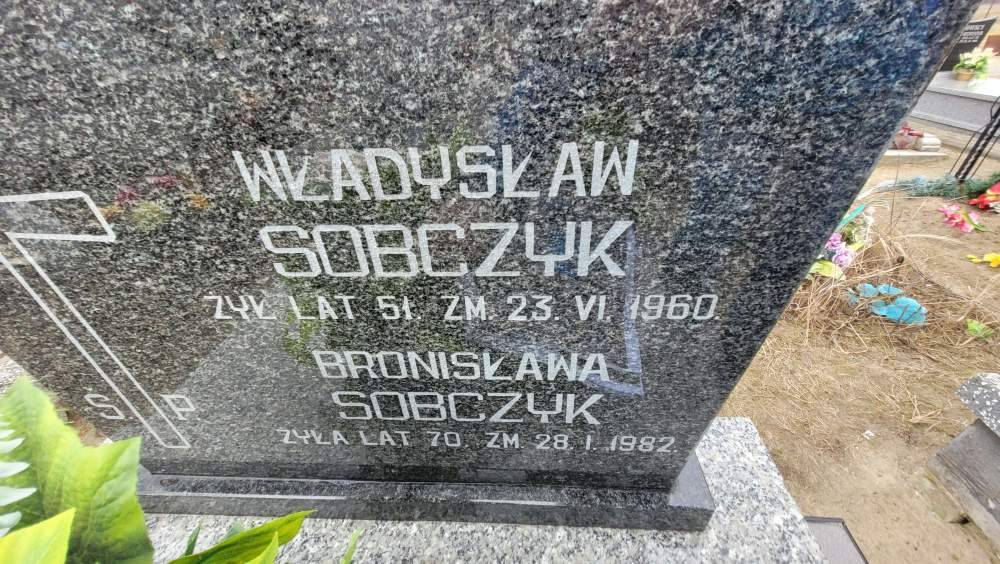 WŁADYSŁAW
SOBCZYK
ŻYŁ LAT 51. ZM. 23. VI. 1960.
BRONISŁAWA
SOBCZYK
ŻYŁA LAT 70. ZM 28. I. 1982.
Ś P